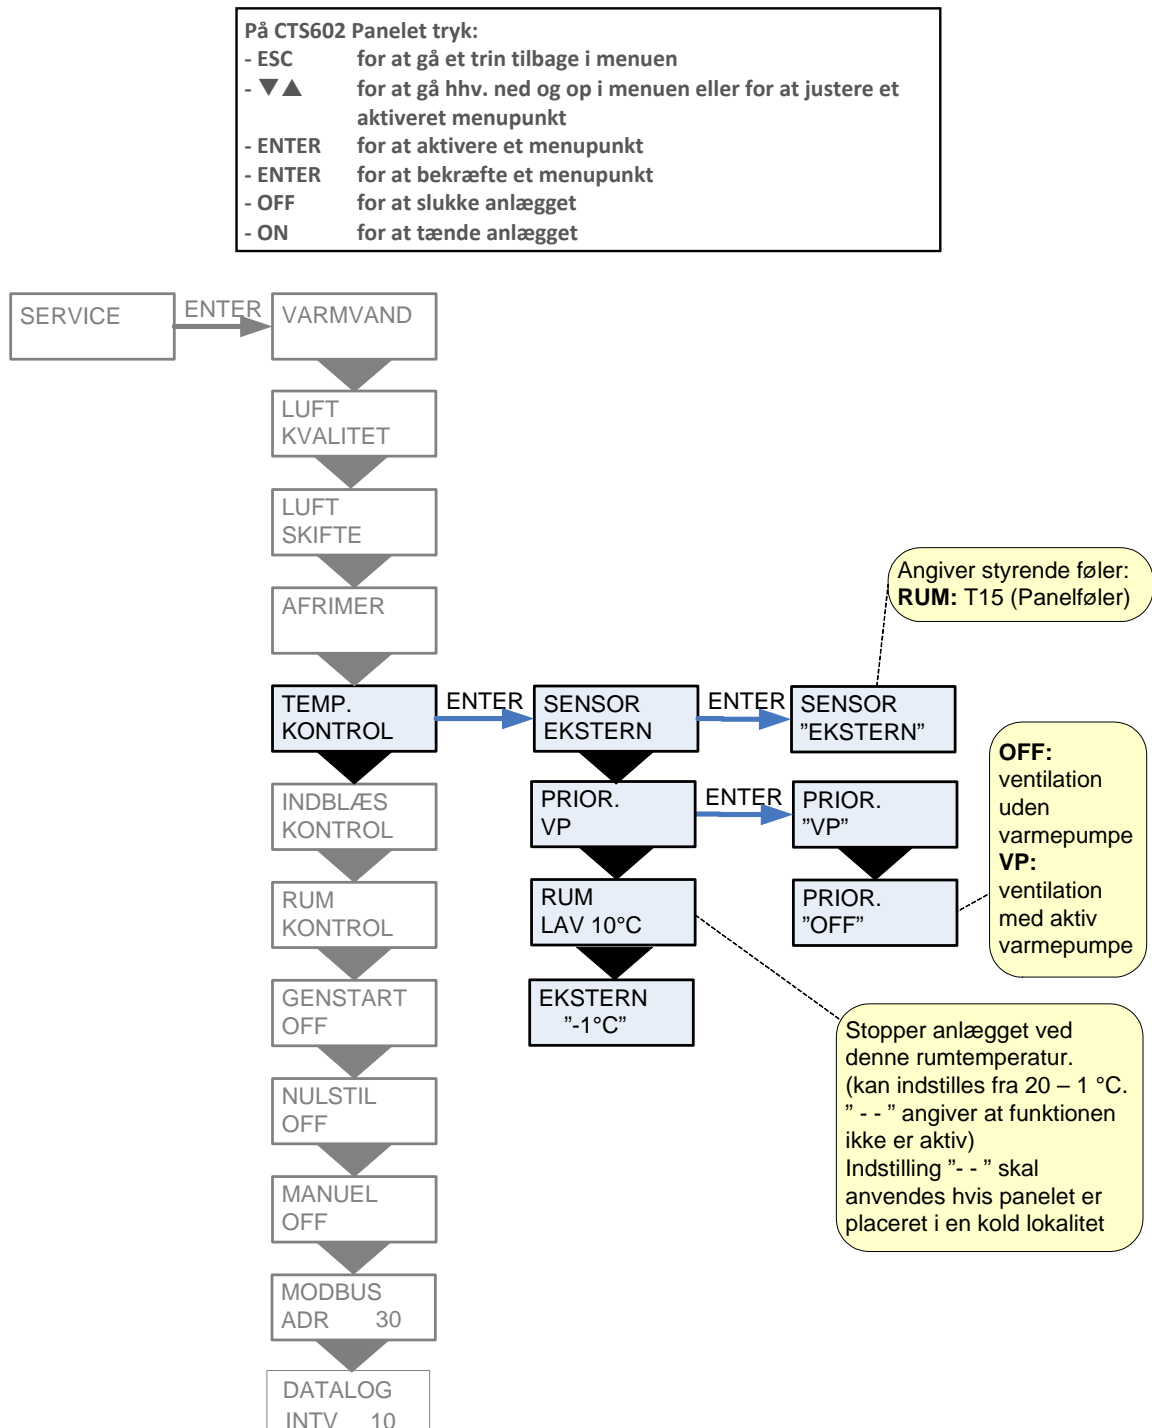 På CTS602 Panelet tryk:
- ESC for at gå et trin tilbage i menuen
- ▼▲ for at gå hhv. ned og op i menuen eller for at justere et
aktiveret menupunkt
- ENTER for at aktivere et menupunkt
- ENTER for at bekræfte et menupunkt
- OFF for at slukke anlægget
- ON for at tænde anlægget
SERVICE
ENTER
VARMVAND
LUFT
KVALITET
LUFT
SKIFTE
AFRIMER
Angiver styrende føler:
RUM: T15 (Panelføler)
TEMP.
KONTROL
ENTER
SENSOR
EKSTERN
ENTER
SENSOR
”EKSTERN”
INDBLÆS
KONTROL
PRIOR.
VP
ENTER
PRIOR.
”VP”
OFF:
ventilation
uden
varmepumpe
VP:
ventilation
med aktiv
varmepumpe
RUM
KONTROL
RUM
LAV 10°C
PRIOR.
”OFF”
GENSTART
OFF
EKSTERN
”-1°C”
Stopper anlægget ved
denne rumtemperatur.
(kan indstilles fra 20 – 1 °C.
” - - ” angiver at funktionen
ikke er aktiv)
Indstilling ”- - ” skal
anvendes hvis panelet er
placeret i en kold lokalitet
NULSTIL
OFF
MANUEL
OFF
MODBUS
ADR 30
DATALOG
INTV 10